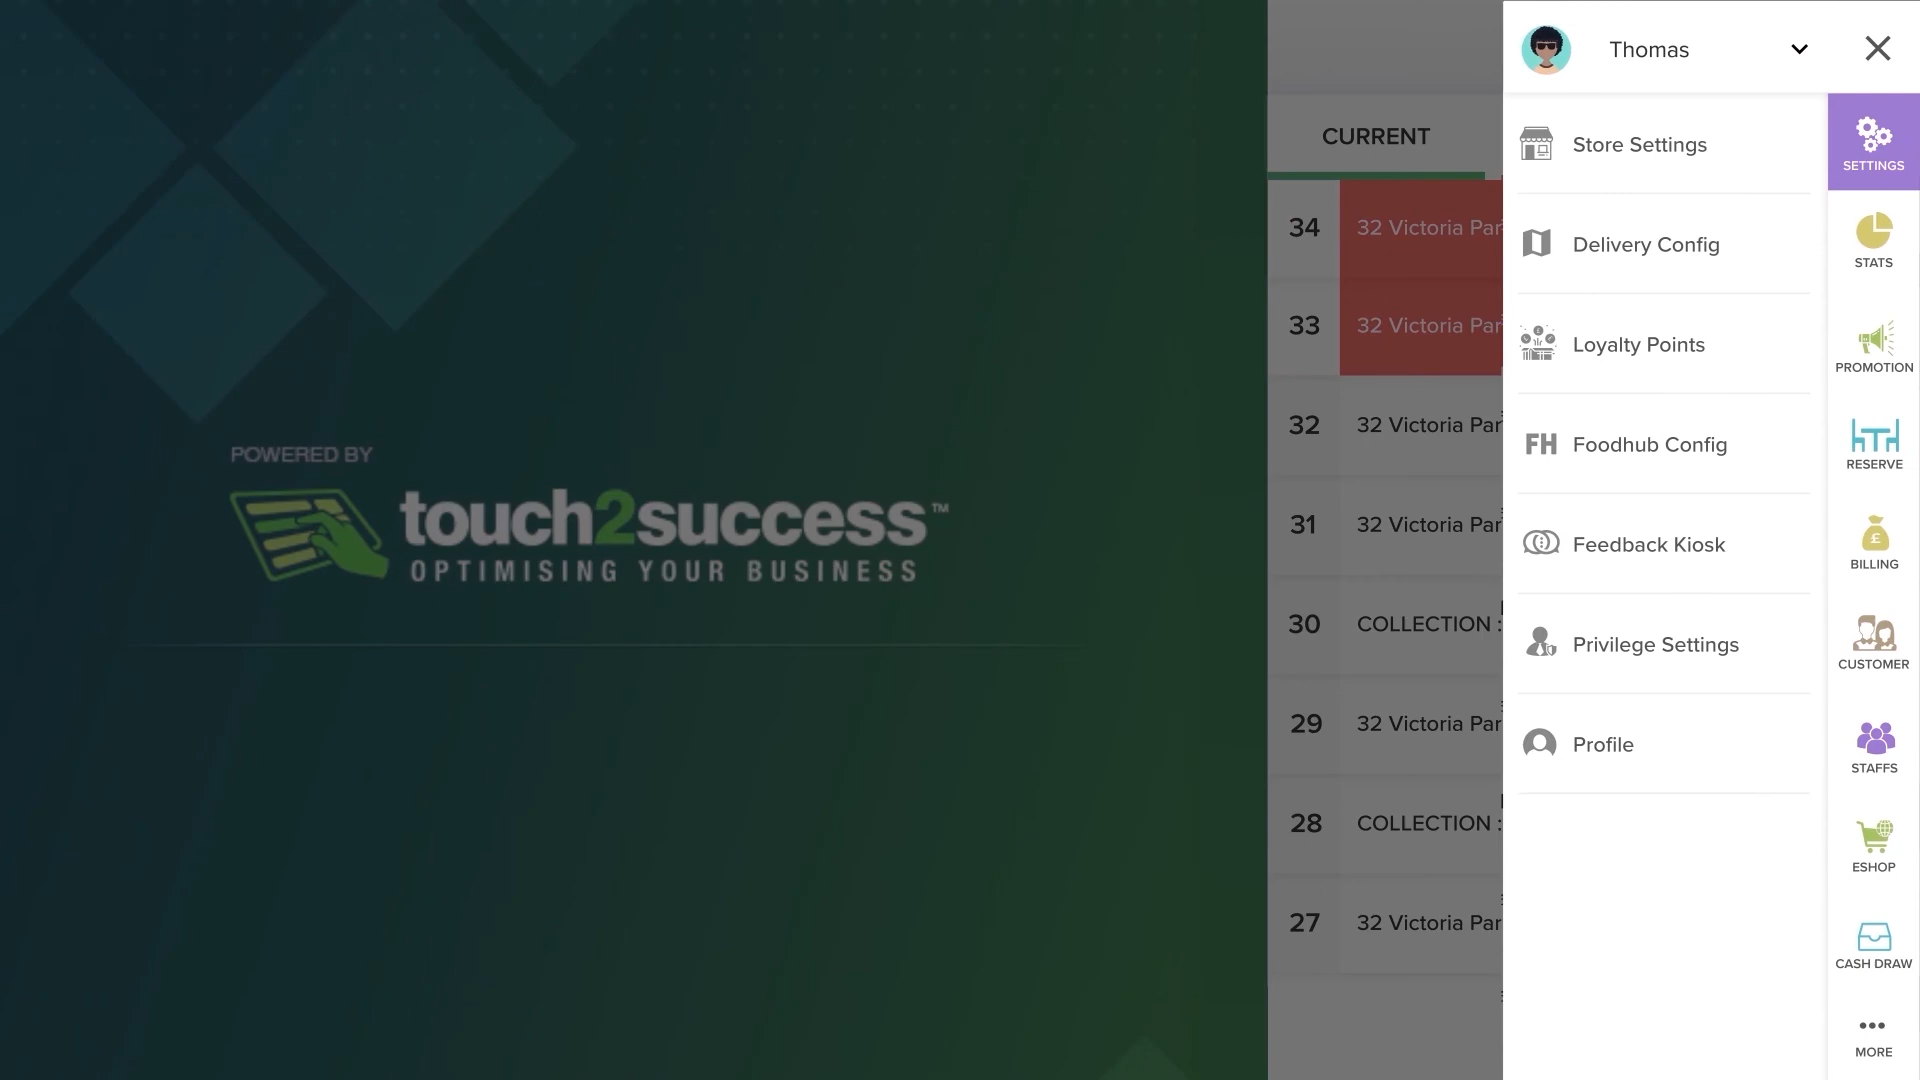 POWERED BY
touch2success™
OPTIMISING YOUR BUSINESS
CURRENT
34 32 Victoria Par
33 32 Victoria Par
32 32 Victoria Par
31 32 Victoria Par
30 COLLECTION :
29 32 Victoria Par
28 COLLECTION :
27 32 Victoria Par
Thomas
Store Settings
Delivery Config
Loyalty Points
FH Foodhub Config
Feedback Kiosk
Privilege Settings
Profile
SETTINGS
STATS
PROMOTION
RESERVE
£
BILLING
CUSTOMER
STAFFS
ESHOP
CASH DRAW
MORE